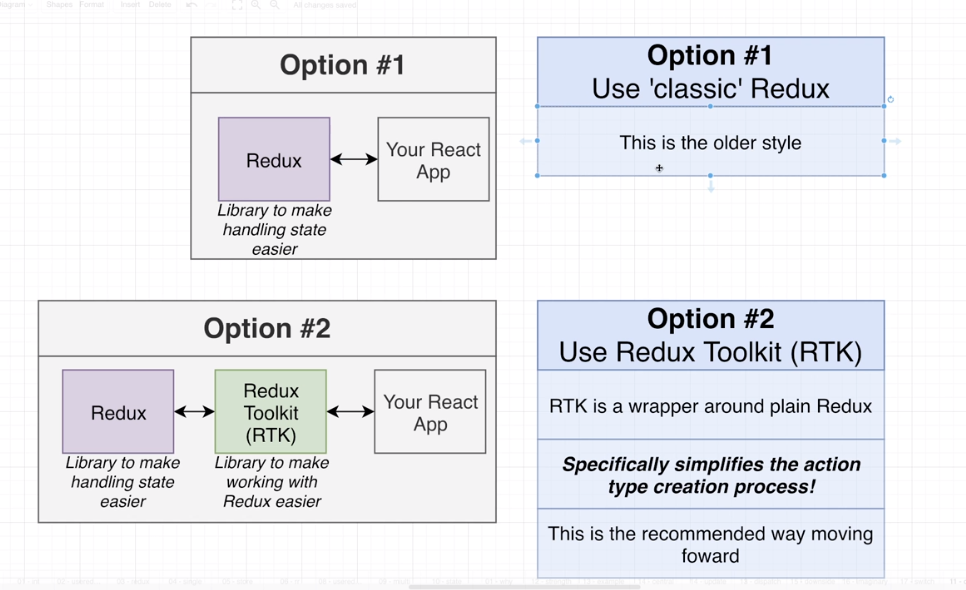 Shapes Format Insert Delete All changes saved
Option #1
Redux
Your React
App
Library to make
handling state
easier
Option #1
Use 'classic' Redux
This is the older style
Option #2
Redux
Redux
Toolkit
(RTK)
Your React
App
Library to make
handling state
easier
Library to make
working with
Redux easier
Option #2
Use Redux Toolkit (RTK)
RTK is a wrapper around plain Redux
Specifically simplifies the action
type creation process!
This is the recommended way moving
foward